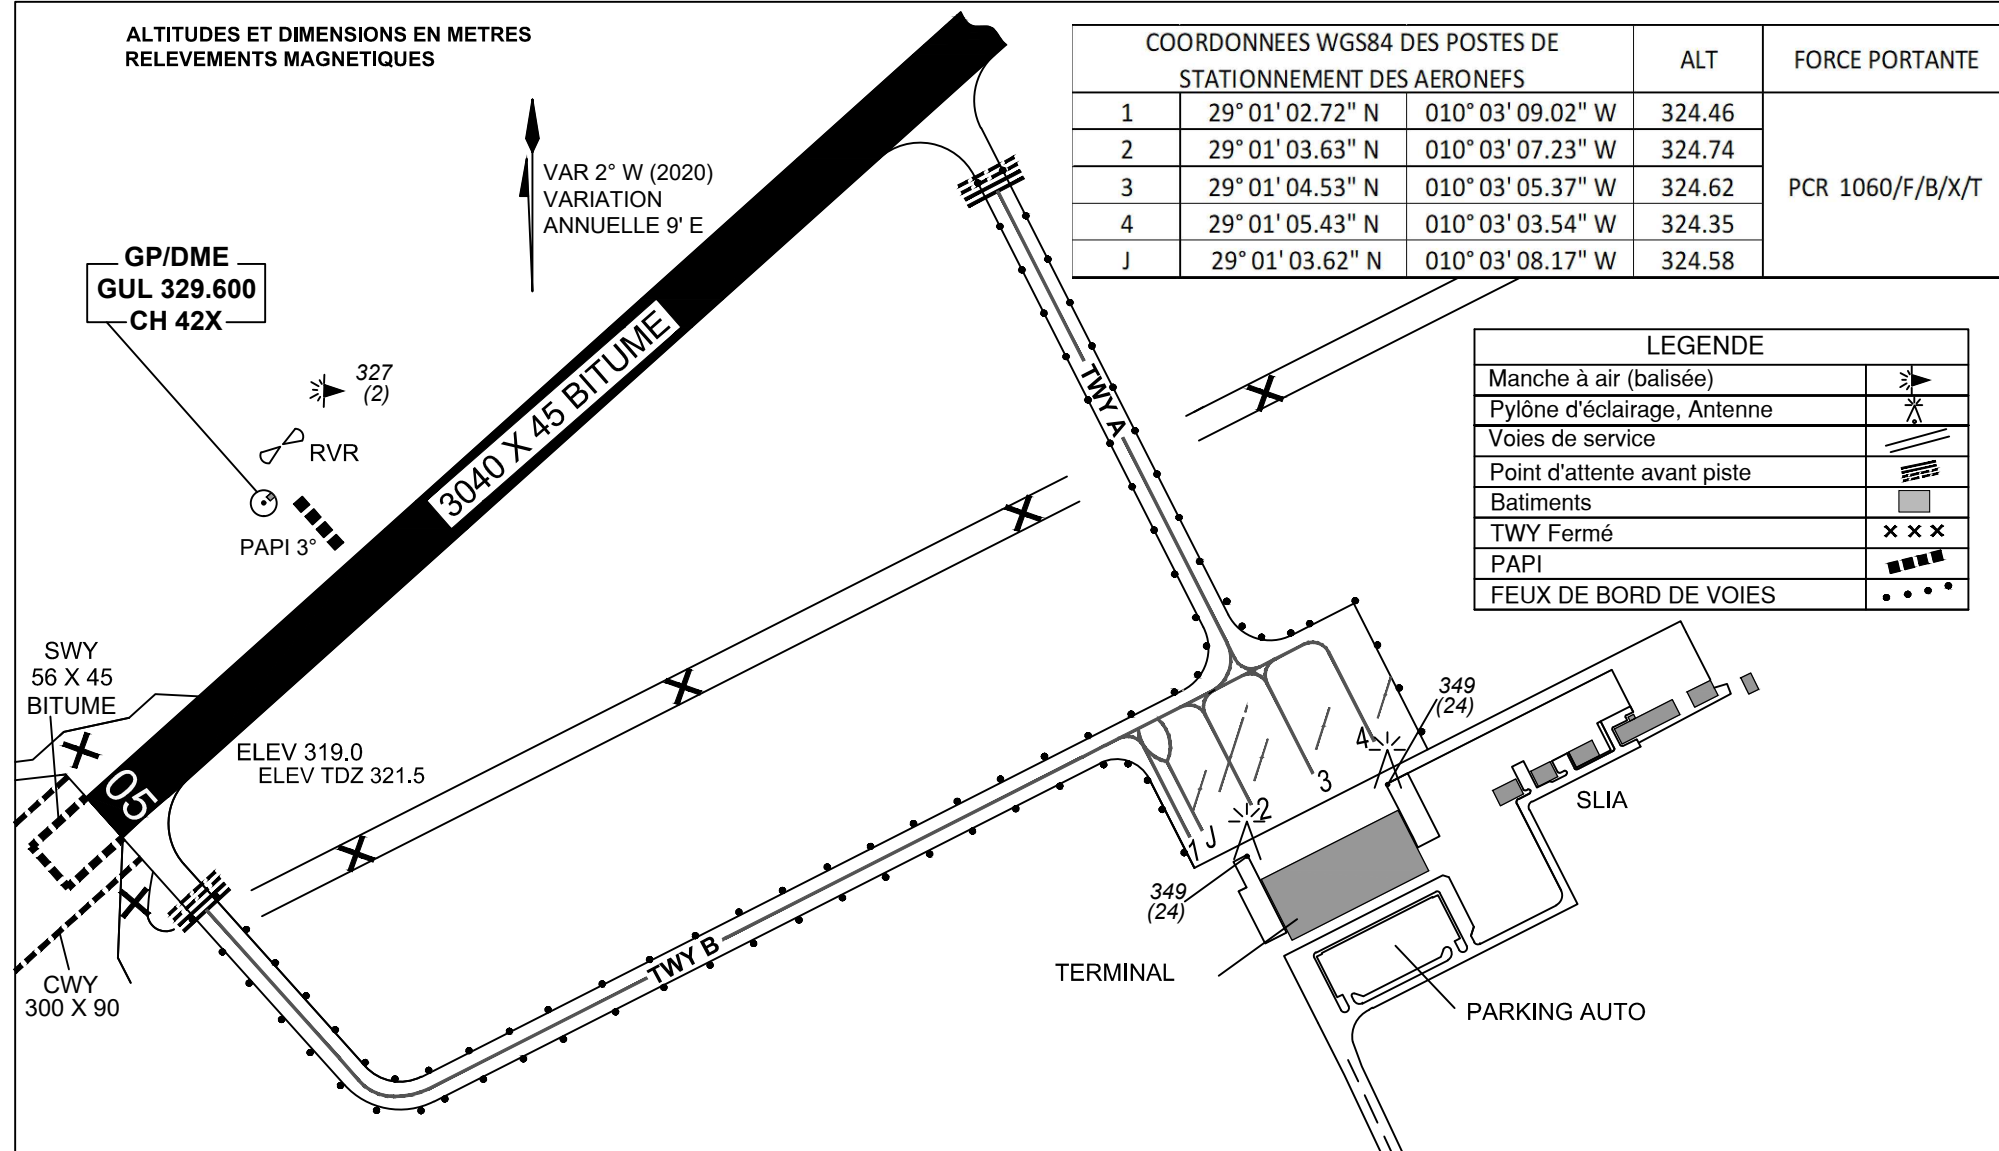 ALTITUDES ET DIMENSIONS EN METRES
RELEVEMENTS MAGNETIQUES
VAR 2° W (2020)
VARIATION
ANNUELLE 9' E
GP/DME
GUL 329.600
CH 42X
327
(2)
RVR
PAPI 3°
3040 X 45 BITUME
TWY A
SWY
56 X 45
BITUME
ELEV 319.0
ELEV TDZ 321.5
05
CWY
300 X 90
TWY B
1
J
2
3
4
349
(24)
349
(24)
TERMINAL
SLIA
PARKING AUTO
COORDONNEES WGS84 DES POSTES DE
STATIONNEMENT DES AERONEFS
ALT
FORCE PORTANTE
1 29° 01' 02.72" N 010° 03' 09.02" W 324.46
2 29° 01' 03.63" N 010° 03' 07.23" W 324.74
3 29° 01' 04.53" N 010° 03' 05.37" W 324.62
4 29° 01' 05.43" N 010° 03' 03.54" W 324.35
J 29° 01' 03.62" N 010° 03' 08.17" W 324.58
PCR 1060/F/B/X/T
LEGENDE
Manche à air (balisée)
Pylône d'éclairage, Antenne
Voies de service
Point d'attente avant piste
Batiments
TWY Fermé
PAPI
FEUX DE BORD DE VOIES